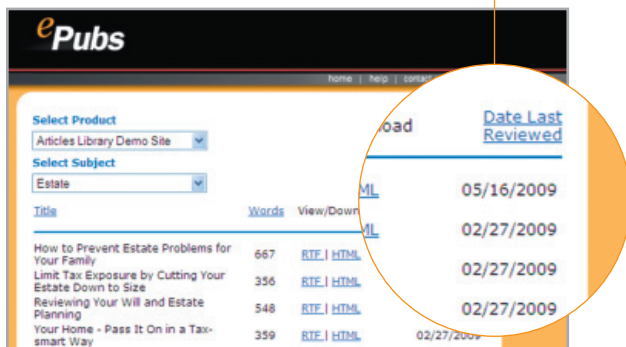 ePubs
home | help | contact
Select Product
Articles Library Demo Site
Select Subject
Estate
Title Words View/Down
oad Date Last
Reviewed
ML 05/16/2009
ML 02/27/2009
02/27/2009
02/27/2009
How to Prevent Estate Problems for
Your Family 667 RTF | HTML
Limit Tax Exposure by Cutting Your
Estate Down to Size 356 RTF | HTML
Reviewing Your Will and Estate
Planning 548 RTF | HTML
Your Home - Pass It On in a Tax-
smart Way 359 RTF | HTML 02/27/2009